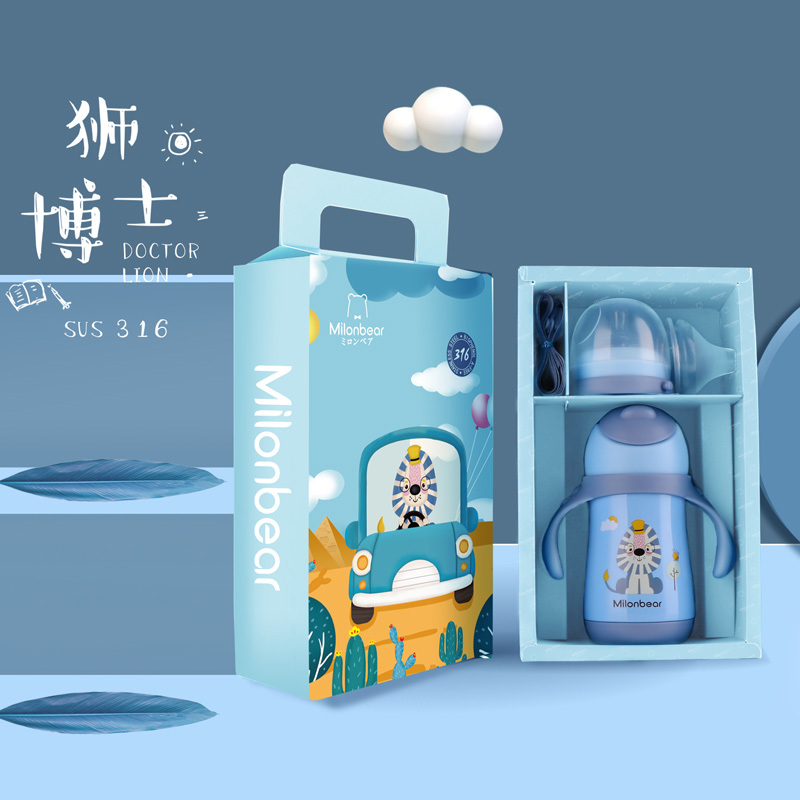 狮
博士
DOCTOR
LION
SUS 316
Milonbear
Milonbear
ミロンベア
316
Milonbear